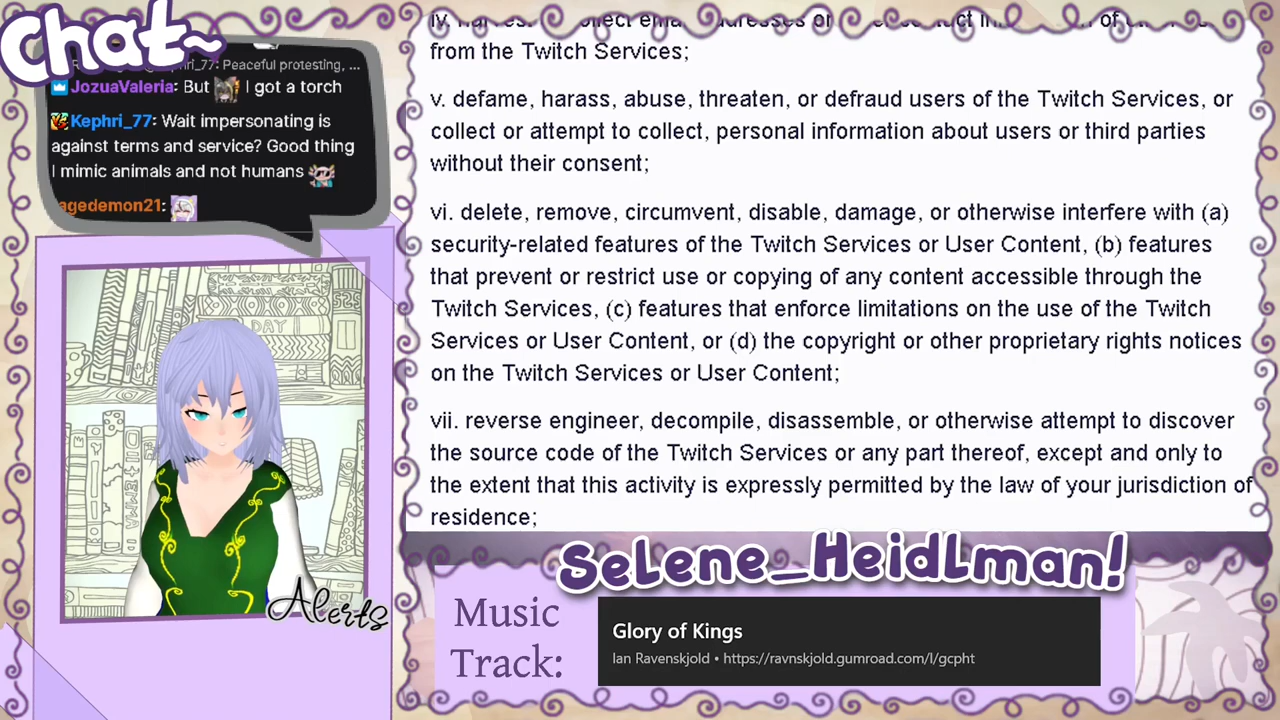 Chat~
Kephri_77: Peaceful protesting, ...
JozuaValeria: But I got a torch
Kephri_77: Wait impersonating is
against terms and service? Good thing
I mimic animals and not humans
agedemon21:
DAY
Alerts
from the Twitch Services;
v. defame, harass, abuse, threaten, or defraud users of the Twitch Services, or
collect or attempt to collect, personal information about users or third parties
without their consent;
vi. delete, remove, circumvent, disable, damage, or otherwise interfere with (a)
security-related features of the Twitch Services or User Content, (b) features
that prevent or restrict use or copying of any content accessible through the
Twitch Services, (c) features that enforce limitations on the use of the Twitch
Services or User Content, or (d) the copyright or other proprietary rights notices
on the Twitch Services or User Content;
vii. reverse engineer, decompile, disassemble, or otherwise attempt to discover
the source code of the Twitch Services or any part thereof, except and only to
the extent that this activity is expressly permitted by the law of your jurisdiction of
residence;
Selene_Heidlman!
Music
Track:
Glory of Kings
Ian Ravenskjold • https://ravnskjold.gumroad.com/l/gcpht